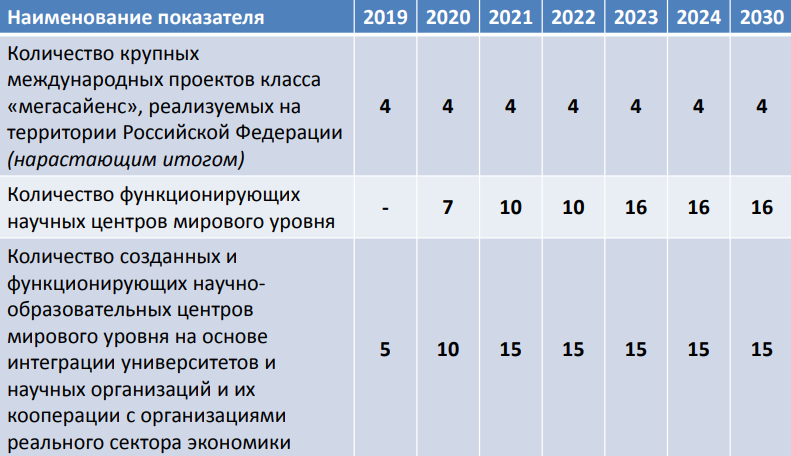 Наименование показателя 2019 2020 2021 2022 2023 2024 2030
Количество крупных
международных проектов класса
«мегасайенс», реализуемых на
территории Российской Федерации
(нарастающим итогом)
4 4 4 4 4 4 4
Количество функционирующих
научных центров мирового уровня
- 7 10 10 16 16 16
Количество созданных и
функционирующих научно-
образовательных центров
мирового уровня на основе
интеграции университетов и
научных организаций и их
кооперации с организациями
реального сектора экономики
5 10 15 15 15 15 15